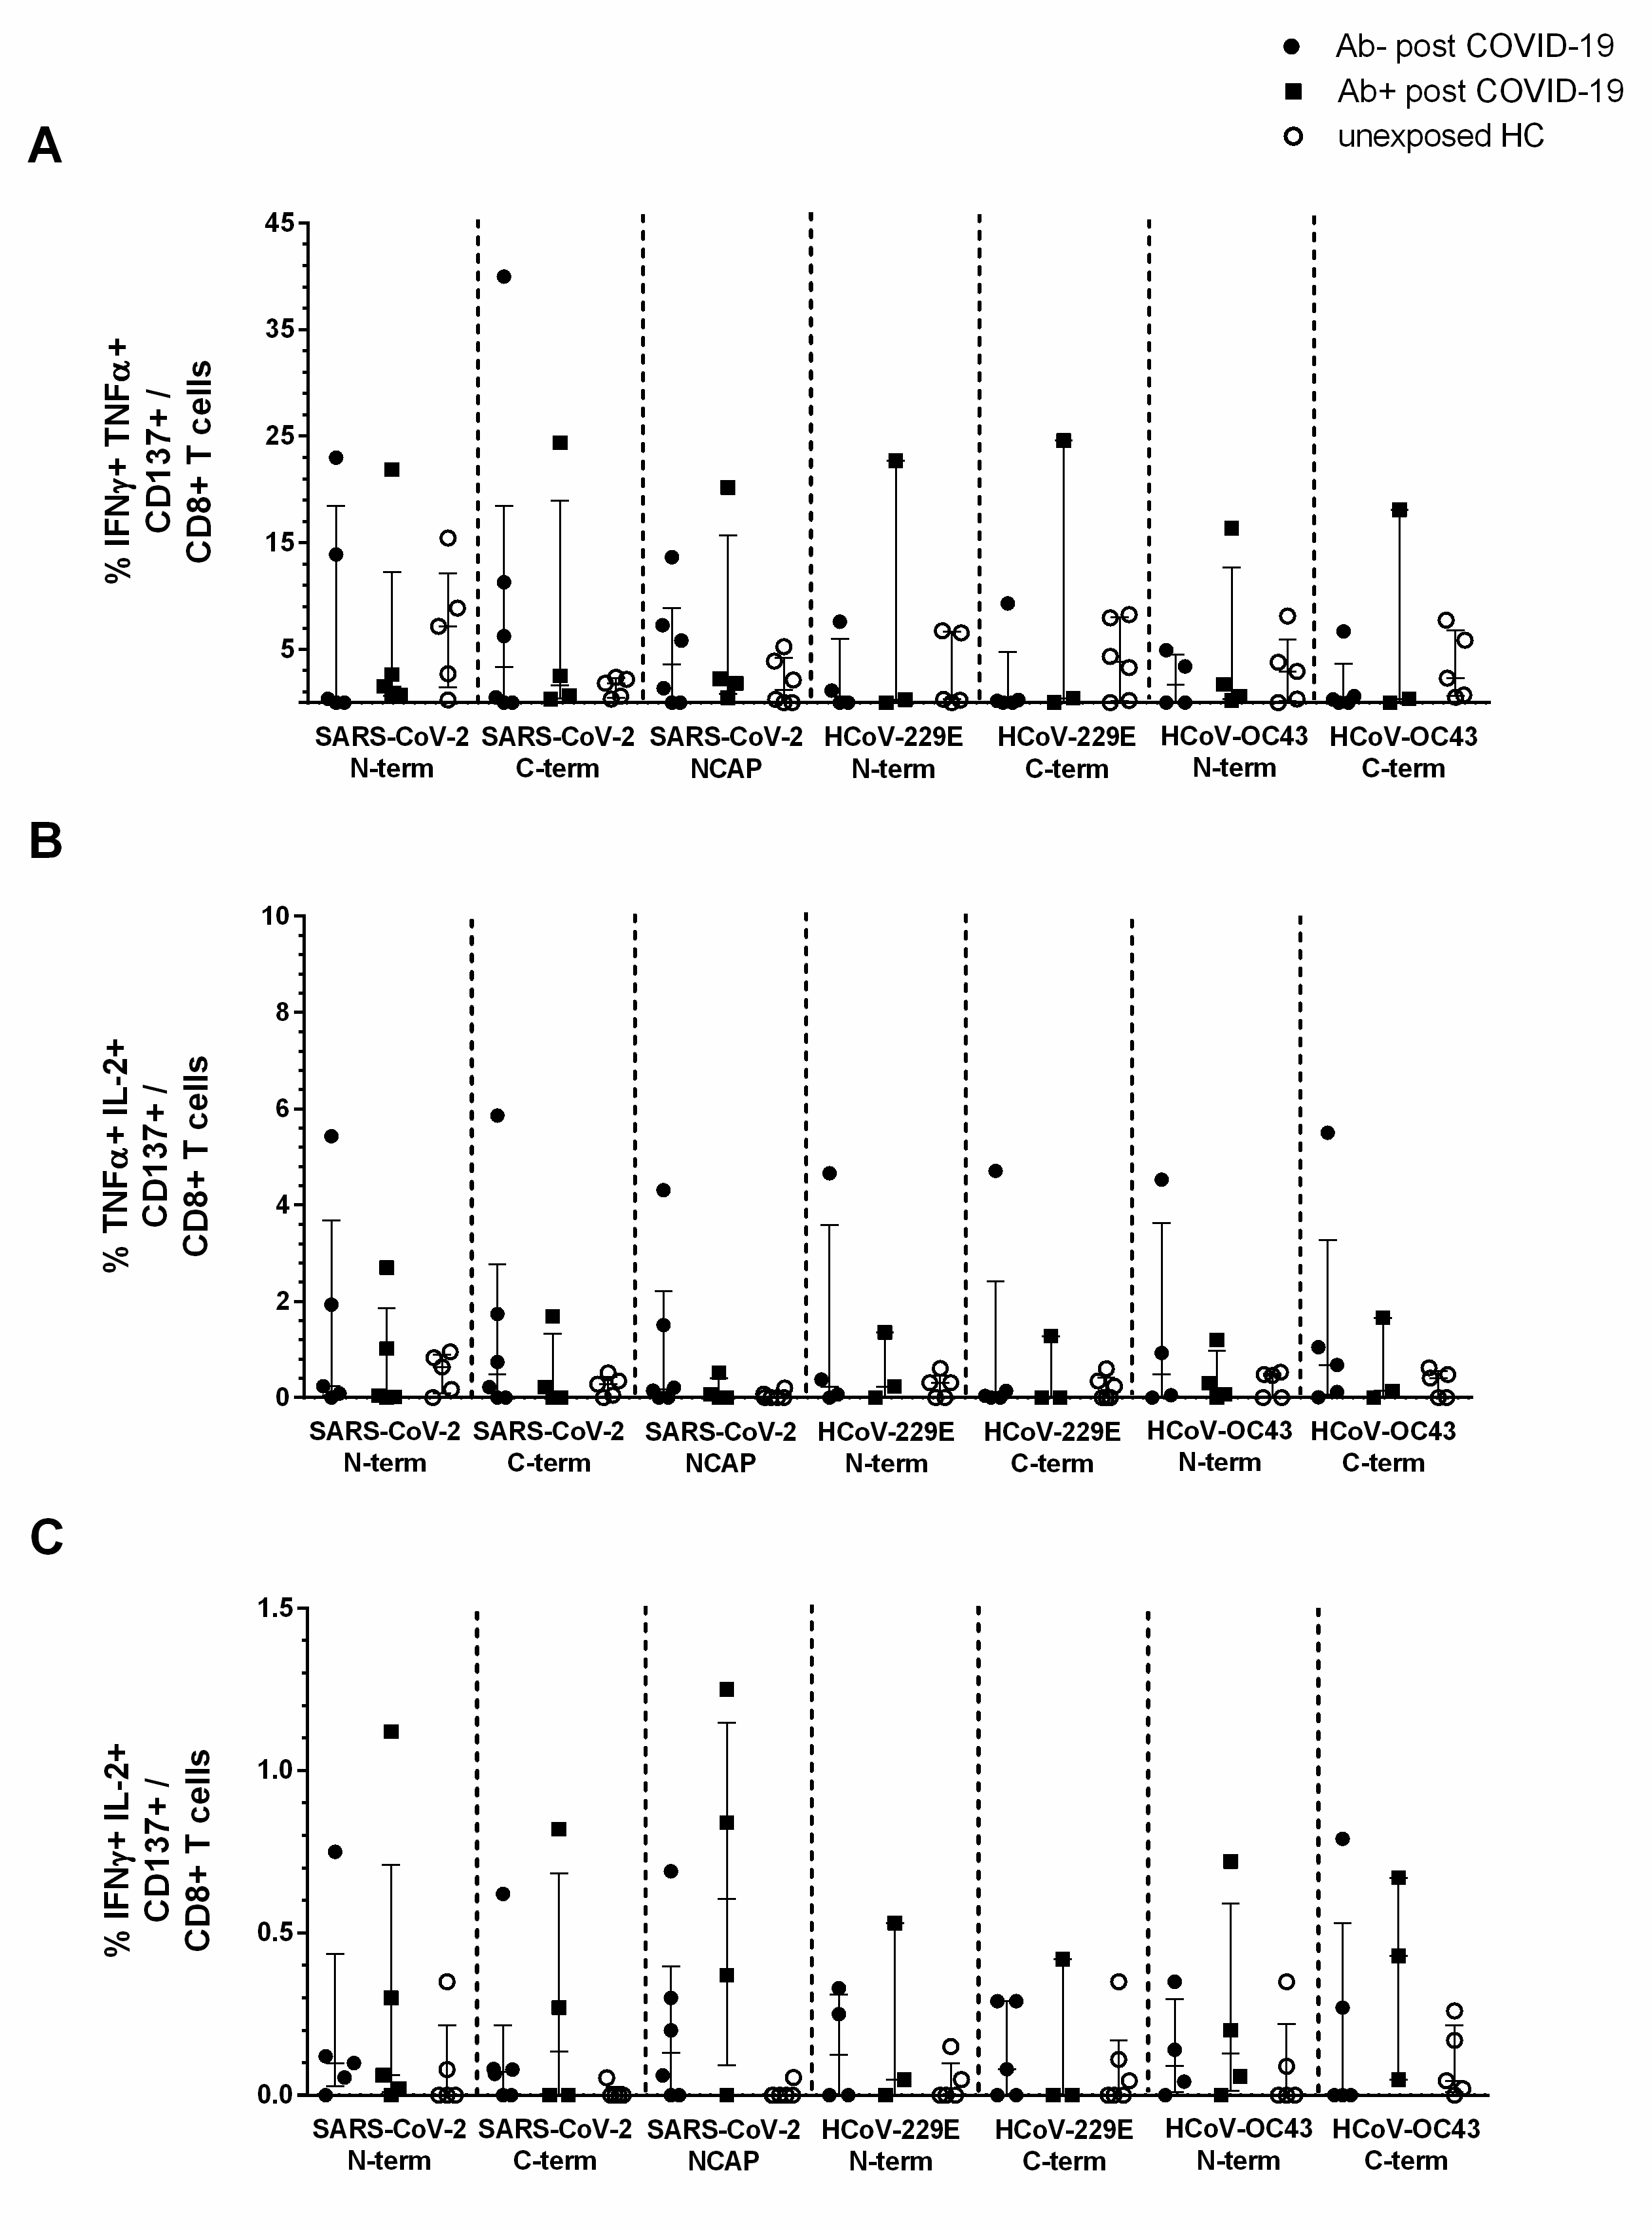 Ab- post COVID-19
Ab+ post COVID-19
unexposed HC
A
% IFNγ+ TNFα+
CD137+ /
CD8+ T cells
45
35
25
15
5
SARS-CoV-2 SARS-CoV-2 SARS-CoV-2 HCoV-229E HCoV-229E HCoV-OC43 HCoV-OC43
N-term C-term NCAP N-term C-term N-term C-term
B
% TNFα+ IL-2+
CD137+ /
CD8+ T cells
10
8
6
4
2
0
SARS-CoV-2 SARS-CoV-2 SARS-CoV-2 HCoV-229E HCoV-229E HCoV-OC43 HCoV-OC43
N-term C-term NCAP N-term C-term N-term C-term
C
% IFNγ+ IL-2+
CD137+ /
CD8+ T cells
1.5
1.0
0.5
0.0
SARS-CoV-2 SARS-CoV-2 SARS-CoV-2 HCoV-229E HCoV-229E HCoV-OC43 HCoV-OC43
N-term C-term NCAP N-term C-term N-term C-term